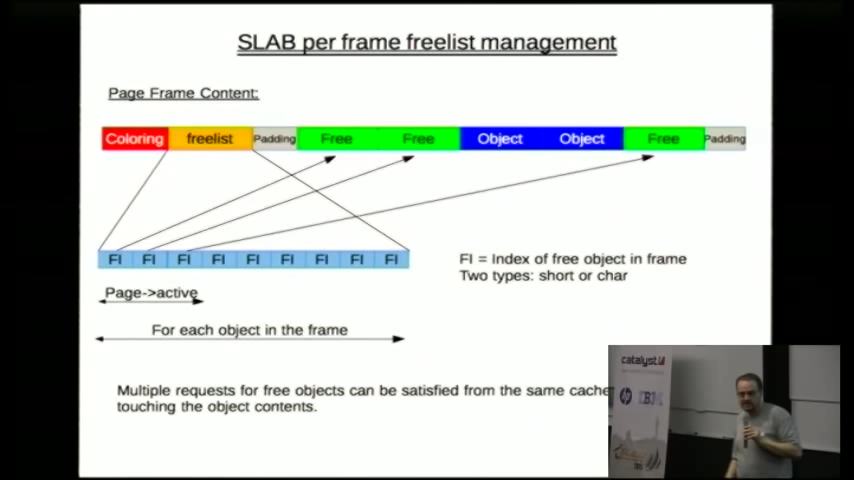 SLAB per frame freelist management
Page Frame Content:
Coloring freelist Padding Free Free Object Object Free Padding
FI FI FI FI FI FI FI FI FI
FI = Index of free object in frame
Two types: short or char
Page->active
For each object in the frame
Multiple requests for free objects can be satisfied from the same cache
touching the object contents.
catalyst
hp IBM